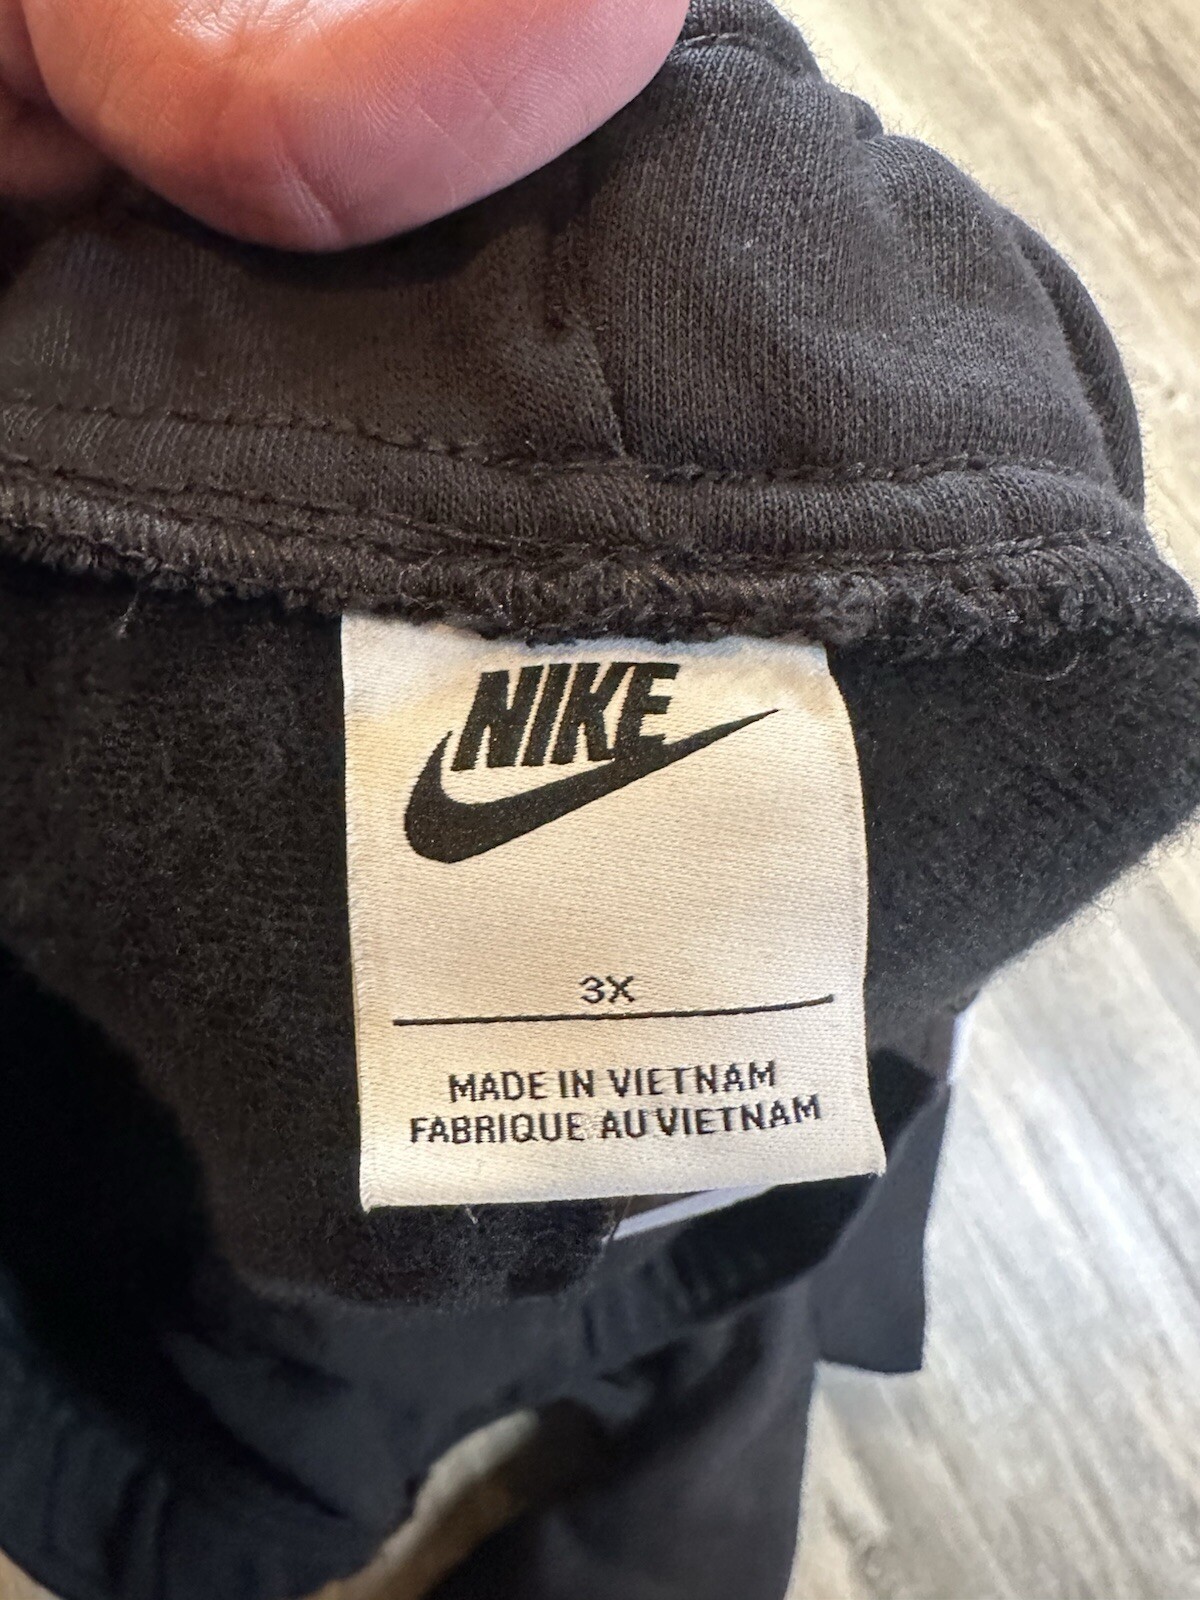 NIKE
3X
MADE IN VIETNAM
FABRIQUE AU VIETNAM